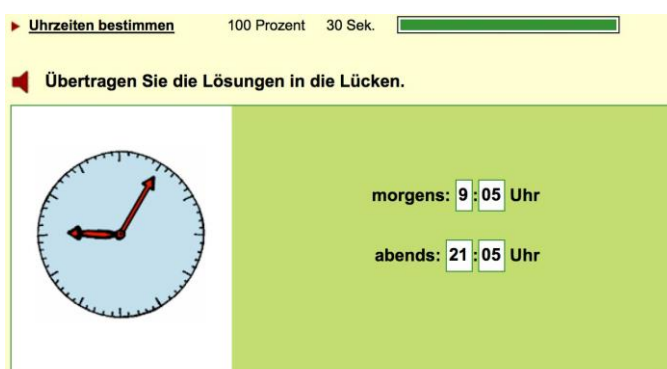 Uhrzeiten bestimmen 100 Prozent 30 Sek.
Übertragen Sie die Lösungen in die Lücken.
morgens: 9:05 Uhr
abends: 21:05 Uhr